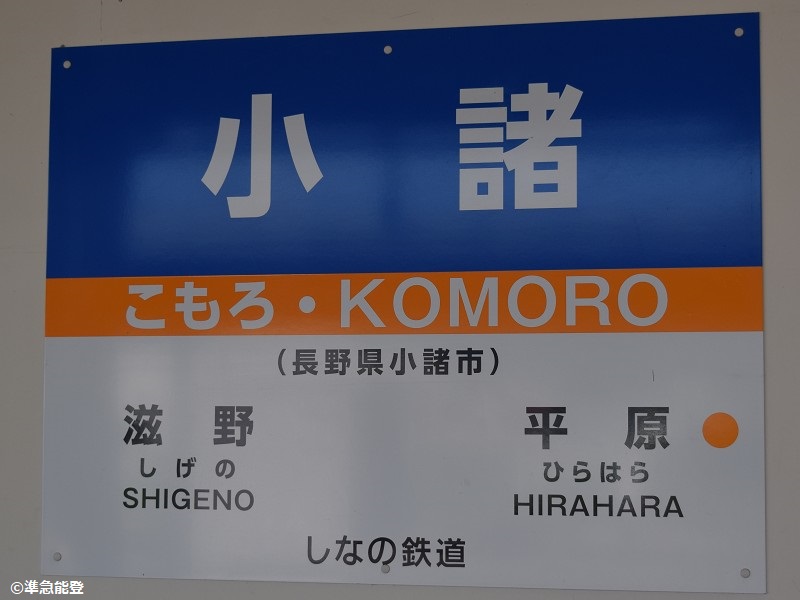 小諸
こもろ・KOMORO
（長野県小諸市）
滋野 平原
しげの ひらはら
SHIGENO HIRAHARA
しなの鉄道
©準急能登